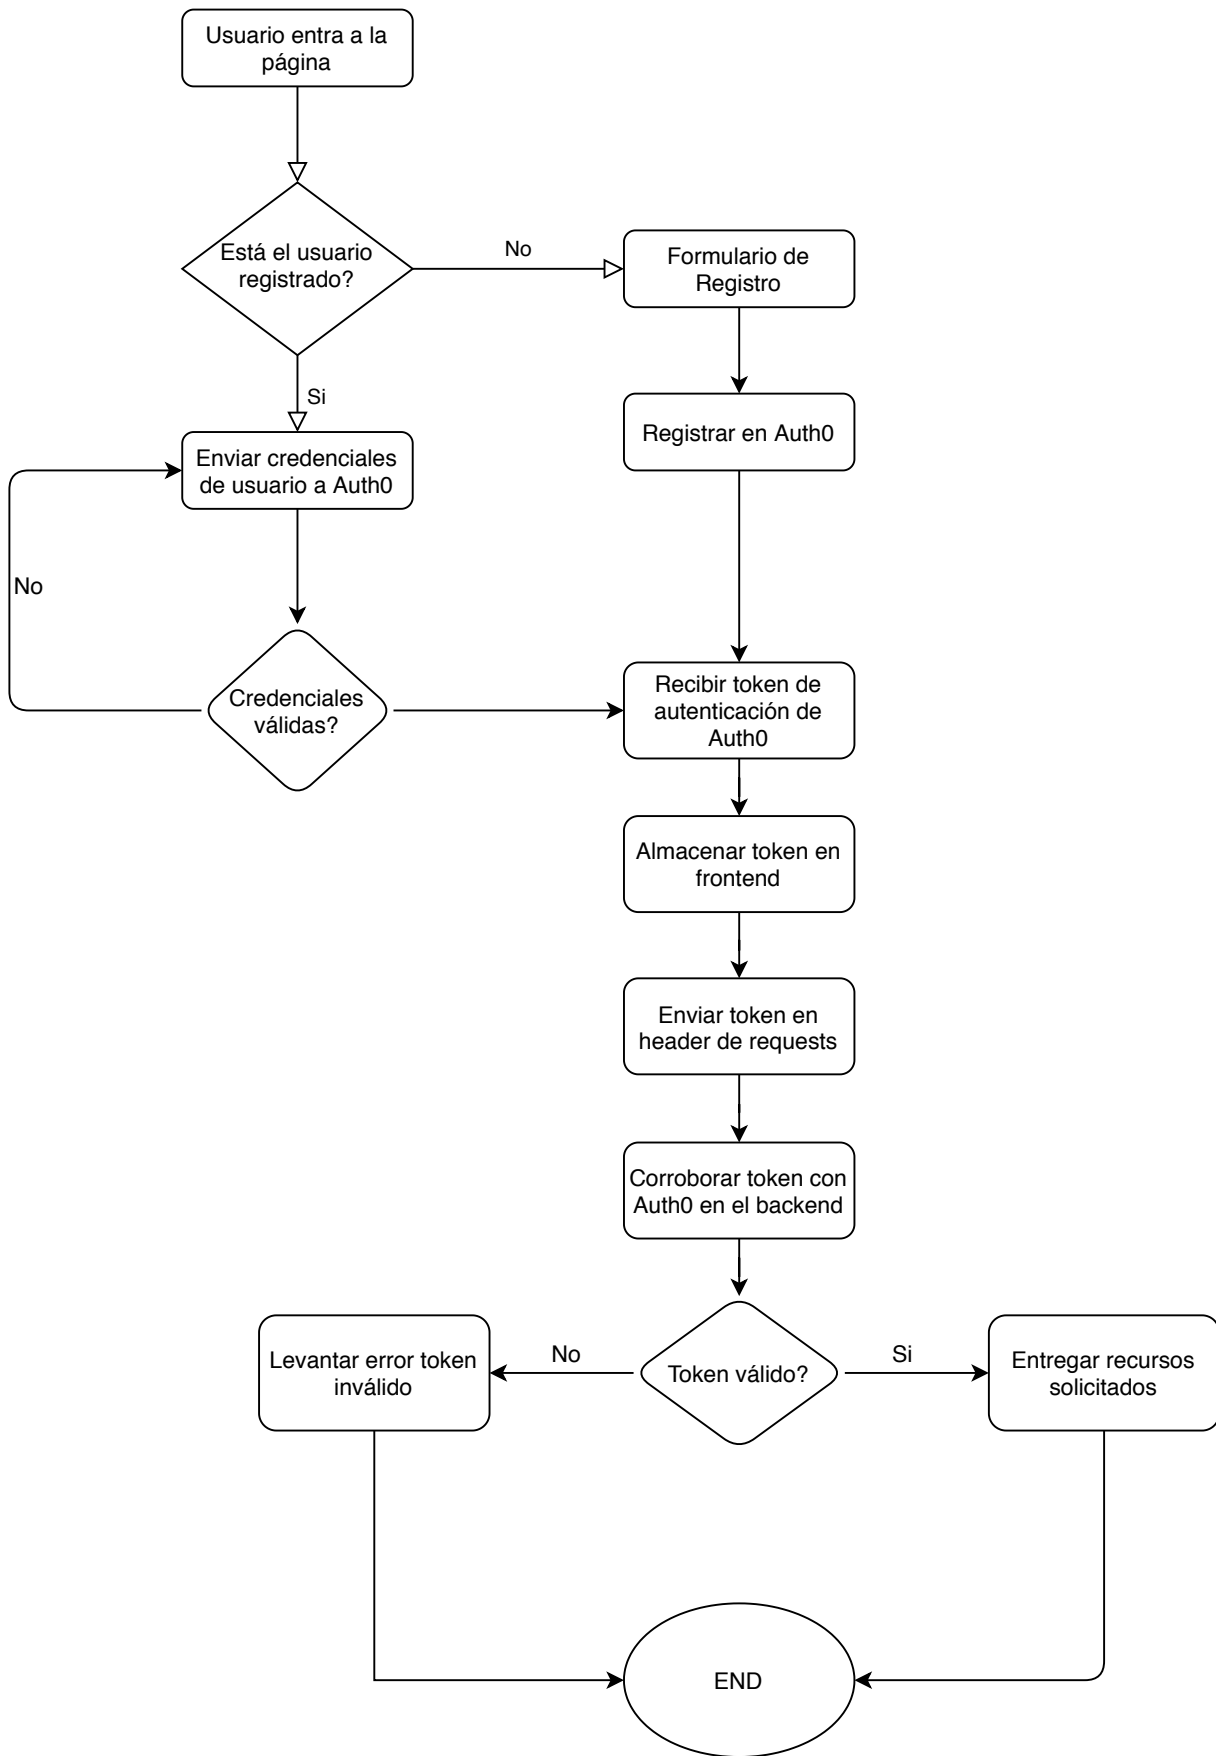 Usuario entra a la
página
Está el usuario
registrado?
No
Formulario de
Registro
Si
Registrar en Auth0
Enviar credenciales
de usuario a Auth0
No
Credenciales
válidas?
Recibir token de
autenticación de
Auth0
Almacenar token en
frontend
Enviar token en
header de requests
Corroborar token con
Auth0 en el backend
Levantar error token
inválido
No
Token válido?
Si
Entregar recursos
solicitados
END